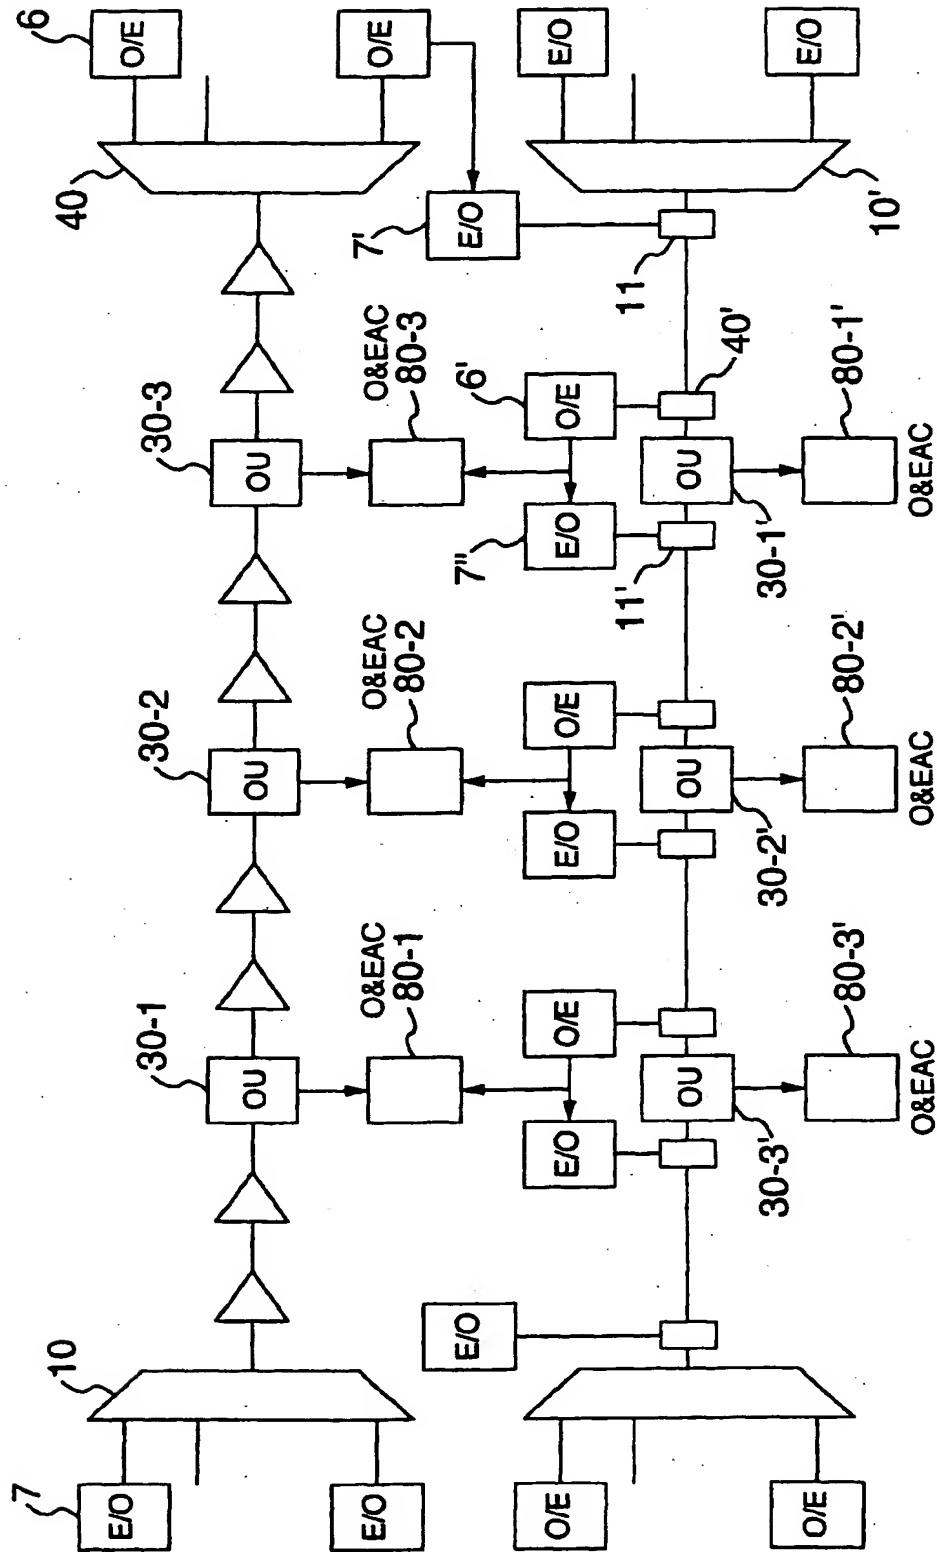 7
6
10
40
E/O
O/E
30-1
30-2
30-3
OU
OU
OU
E/O
O/E
O&EAC
80-1
O&EAC
80-2
O&EAC
80-3
7'
E/O
E/O
7"
6'
O/E
E/O
O/E
E/O
O/E
E/O
O/E
E/O
11'
11
OU
OU
OU
40'
30-3'
30-2'
30-1'
O/E
E/O
80-3'
80-2'
80-1'
10'
O&EAC
O&EAC
O&EAC